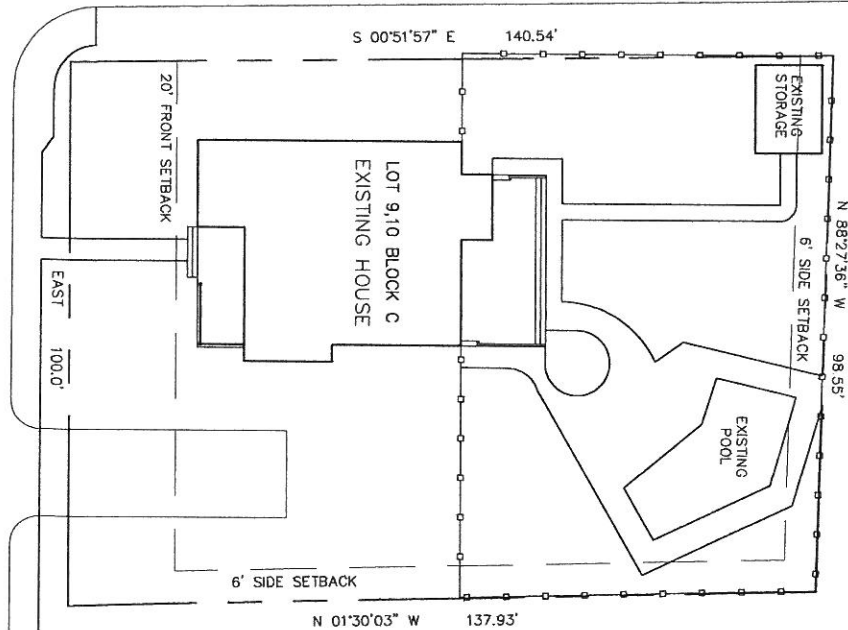 S 00°51'57" E 140.54'
20' FRONT SETBACK
EXISTING
STORAGE
LOT 9,10 BLOCK C
EXISTING HOUSE
N 88°27'36" W 98.55'
6' SIDE SETBACK
EAST 100.0'
EXISTING
POOL
6' SIDE SETBACK
N 01°30'03" W 137.93'